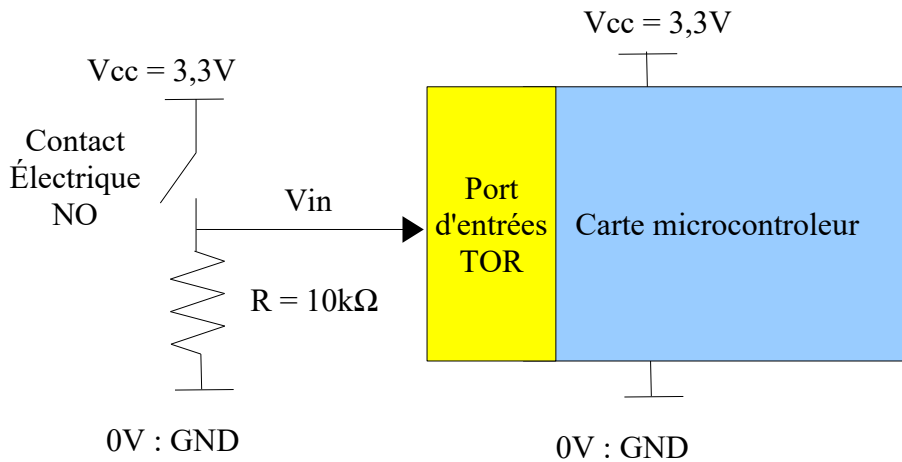 Vcc = 3,3V
Vcc = 3,3V
Contact
Électrique
NO
Vin
Port
d'entrées
TOR
Carte microcontroleur
R = 10kΩ
0V : GND
0V : GND